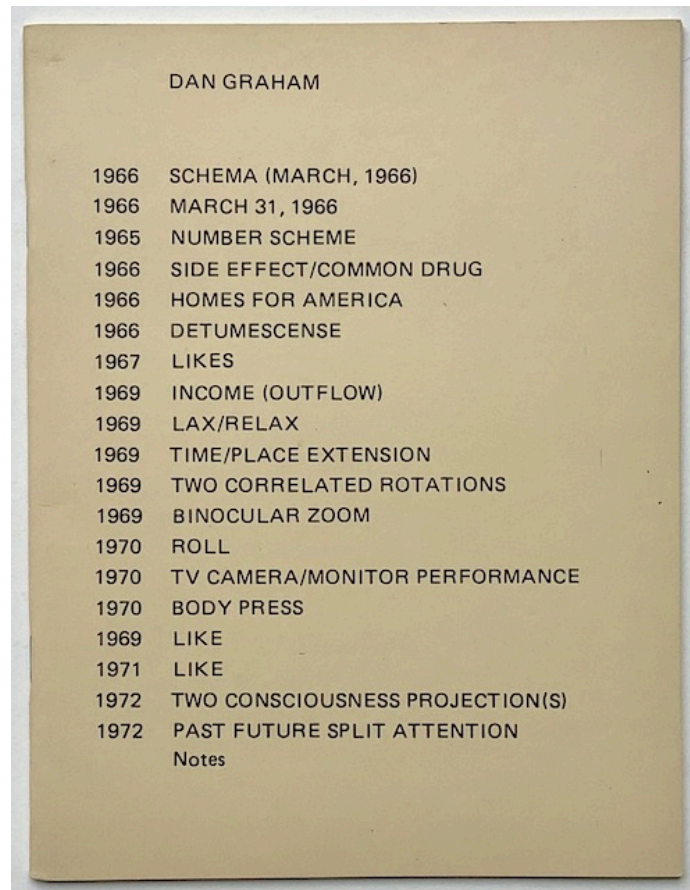 DAN GRAHAM
1966 SCHEMA (MARCH, 1966)
1966 MARCH 31, 1966
1965 NUMBER SCHEME
1966 SIDE EFFECT/COMMON DRUG
1966 HOMES FOR AMERICA
1966 DETUMESCENSE
1967 LIKES
1969 INCOME (OUTFLOW)
1969 LAX/RELAX
1969 TIME/PLACE EXTENSION
1969 TWO CORRELATED ROTATIONS
1969 BINOCULAR ZOOM
1970 ROLL
1970 TV CAMERA/MONITOR PERFORMANCE
1970 BODY PRESS
1969 LIKE
1971 LIKE
1972 TWO CONSCIOUSNESS PROJECTION(S)
1972 PAST FUTURE SPLIT ATTENTION
Notes